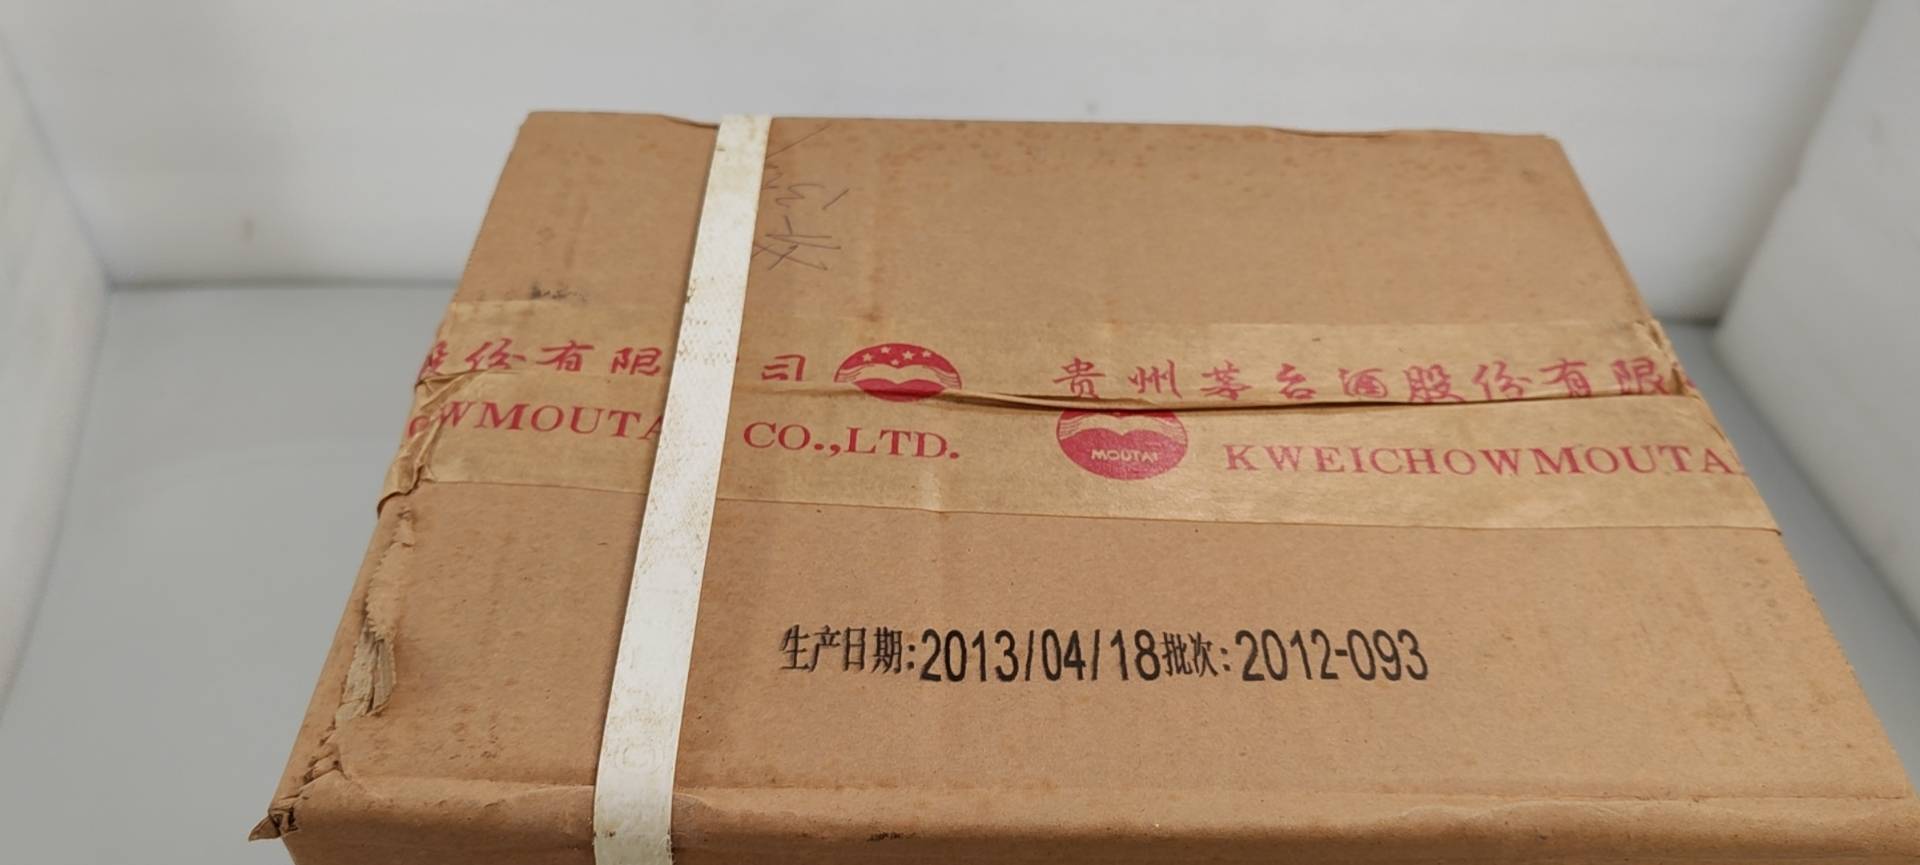 股份有限
司
贵州茅台酒股份有限
WMOUTA
CO.,LTD.
MOUTAI
KWEICHOWMOUTA
生产日期:2013/04/18批次:2012-093